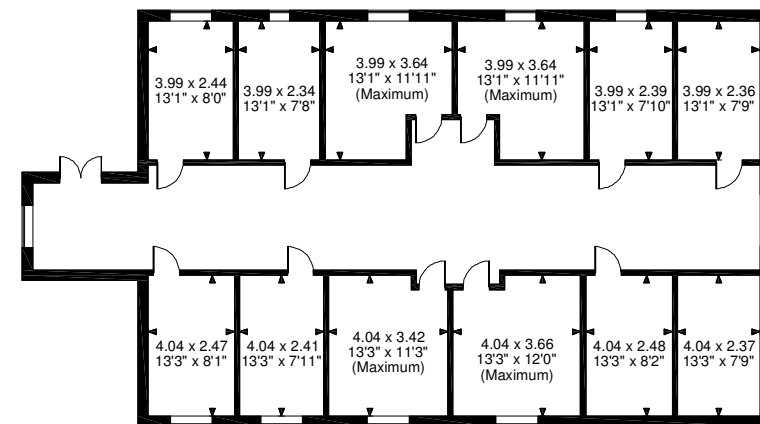 3.99 x 2.44
13'1" x 8'0"
3.99 x 2.34
13'1" x 7'8"
3.99 x 3.64
13'1" x 11'11"
(Maximum)
3.99 x 3.64
13'1" x 11'11"
(Maximum)
3.99 x 2.39
13'1" x 7'10"
3.99 x 2.36
13'1" x 7'9"
4.04 x 2.47
13'3" x 8'1"
4.04 x 2.41
13'3" x 7'11"
4.04 x 3.42
13'3" x 11'3"
(Maximum)
4.04 x 3.66
13'3" x 12'0"
(Maximum)
4.04 x 2.48
13'3" x 8'2"
4.04 x 2.37
13'3" x 7'9"